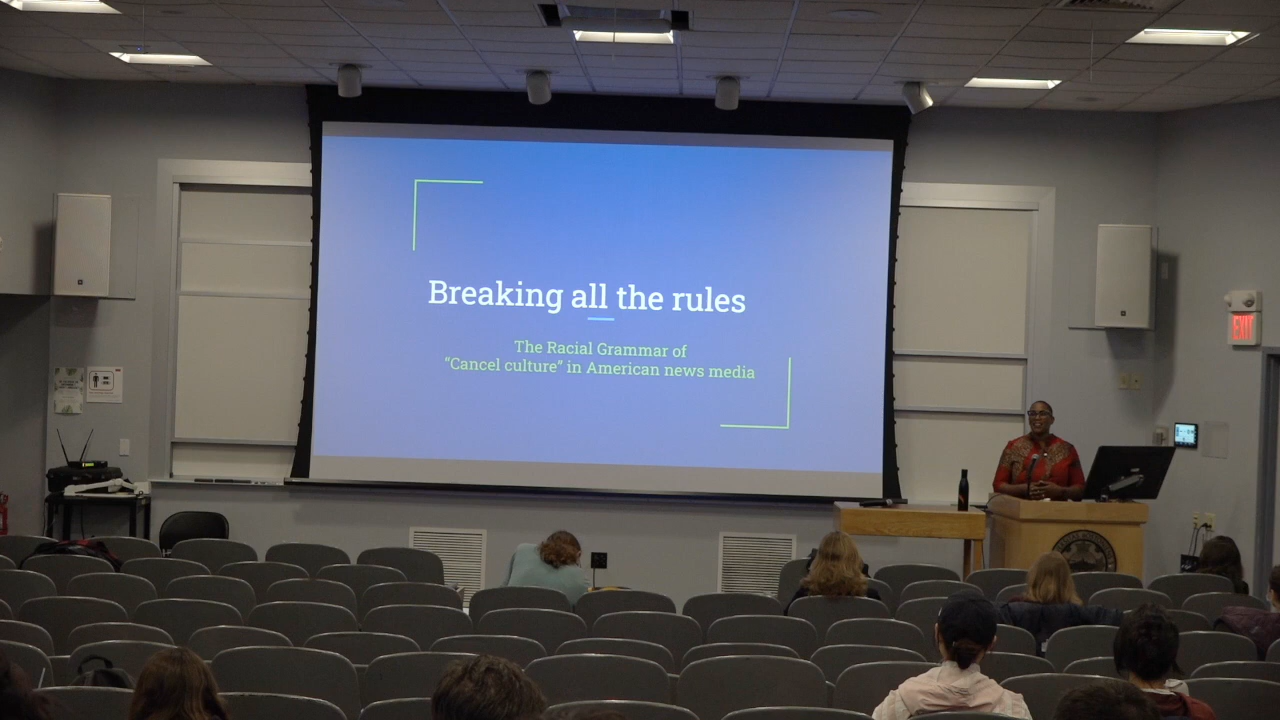 Breaking all the rules
The Racial Grammar of
“Cancel culture” in American news media
EXIT